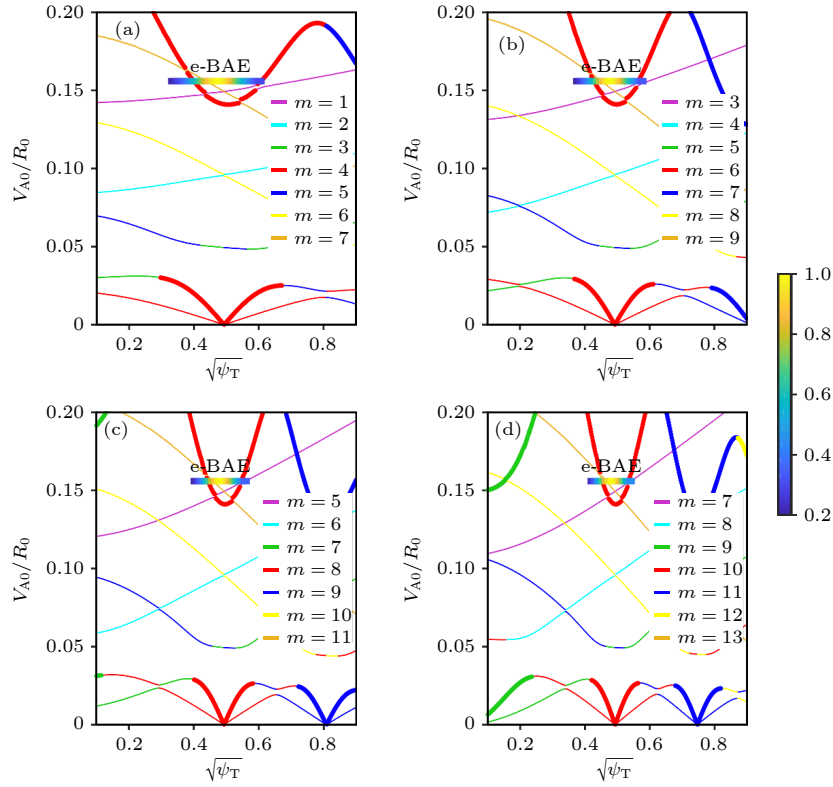 0.20
(a)
e-BAE
0.15
m = 1
m = 2
m = 3
m = 4
m = 5
m = 6
m = 7
0.10
0.05
0
V_A0/R_0
0.2 0.4 0.6 0.8
√ψ_T
0.20
(b)
e-BAE
0.15
m = 3
m = 4
m = 5
m = 6
m = 7
m = 8
m = 9
0.10
0.05
0
V_A0/R_0
0.2 0.4 0.6 0.8
√ψ_T
1.0
0.8
0.6
0.4
0.2
0.20
(c)
e-BAE
0.15
m = 5
m = 6
m = 7
m = 8
m = 9
m = 10
m = 11
0.10
0.05
0
V_A0/R_0
0.2 0.4 0.6 0.8
√ψ_T
0.20
(d)
e-BAE
0.15
m = 7
m = 8
m = 9
m = 10
m = 11
m = 12
m = 13
0.10
0.05
0
V_A0/R_0
0.2 0.4 0.6 0.8
√ψ_T